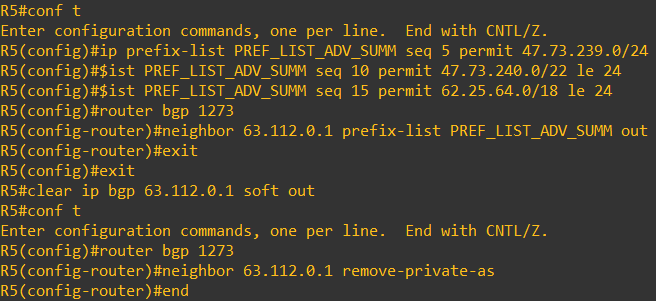 R5#conf t
Enter configuration commands, one per line.  End with CNTL/Z.
R5(config)#ip prefix-list PREF_LIST_ADV_SUMM seq 5 permit 47.73.239.0/24
R5(config)#$ist PREF_LIST_ADV_SUMM seq 10 permit 47.73.240.0/22 le 24
R5(config)#$ist PREF_LIST_ADV_SUMM seq 15 permit 62.25.64.0/18 le 24
R5(config)#router bgp 1273
R5(config-router)#neighbor 63.112.0.1 prefix-list PREF_LIST_ADV_SUMM out
R5(config-router)#exit
R5(config)#exit
R5#clear ip bgp 63.112.0.1 soft out
R5#conf t
Enter configuration commands, one per line.  End with CNTL/Z.
R5(config)#router bgp 1273
R5(config-router)#neighbor 63.112.0.1 remove-private-as
R5(config-router)#end